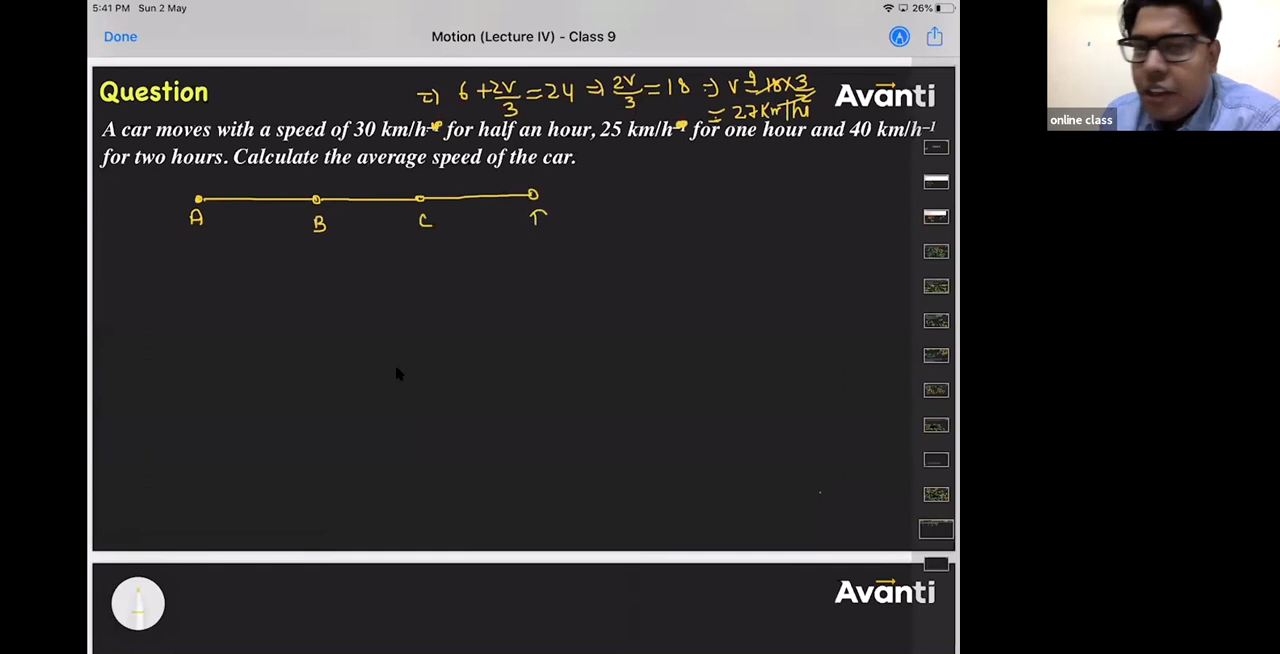 5:41 PM Sun 2 May
26%
Done
Motion (Lecture IV) - Class 9
Question
=) 6 + 2v/3 = 24 => 2v/3 = 18 => v = 18 x 3/2
= 27 km/hr
Avanti
A car moves with a speed of 30 km/h for half an hour, 25 km/h for one hour and 40 km/h⁻¹
for two hours. Calculate the average speed of the car.
A B C
Avanti
online class